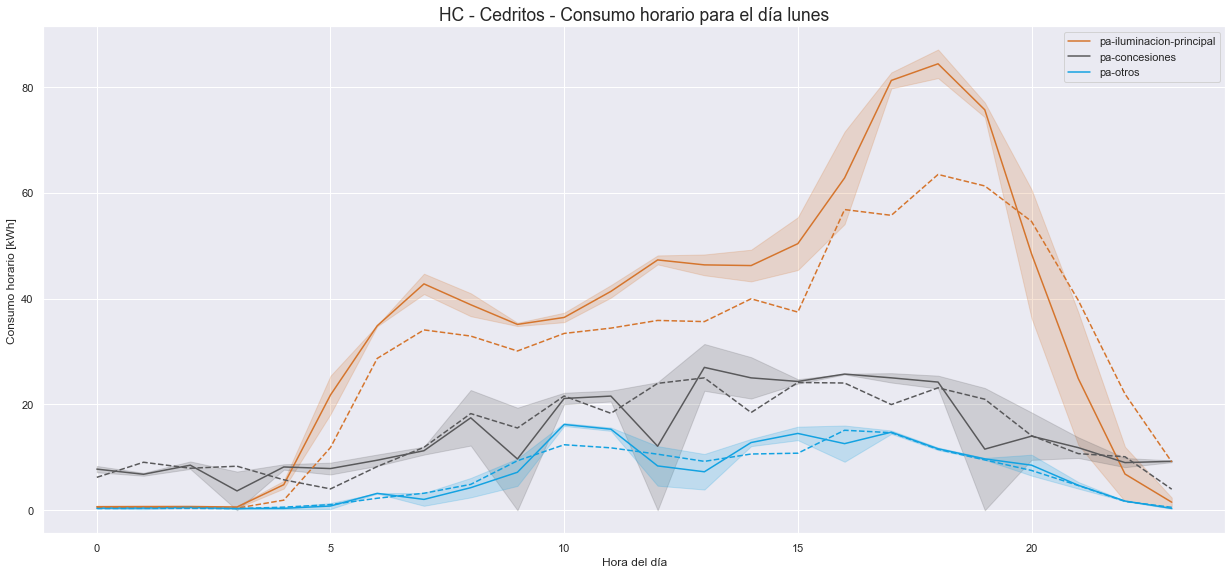 HC - Cedritos - Consumo horario para el día lunes
pa-iluminacion-principal
pa-concesiones
pa-otros
Consumo horario [kWh]
80
60
40
20
0
0 5 10 15 20
Hora del día